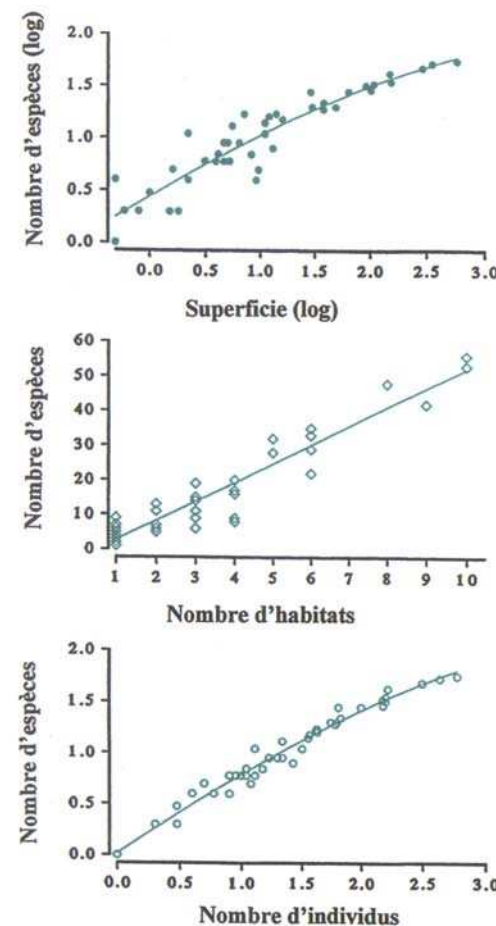 Nombre d'espèces (log)
2.0
1.5
1.0
0.5
0.0
0.0 0.5 1.0 1.5 2.0 2.5 3.0
Superficie (log)
Nombre d'espèces
60
50
40
30
20
10
0
1 2 3 4 5 6 7 8 9 10
Nombre d'habitats
Nombre d'espèces
2.0
1.5
1.0
0.5
0.0
0.0 0.5 1.0 1.5 2.0 2.5 3.0
Nombre d'individus